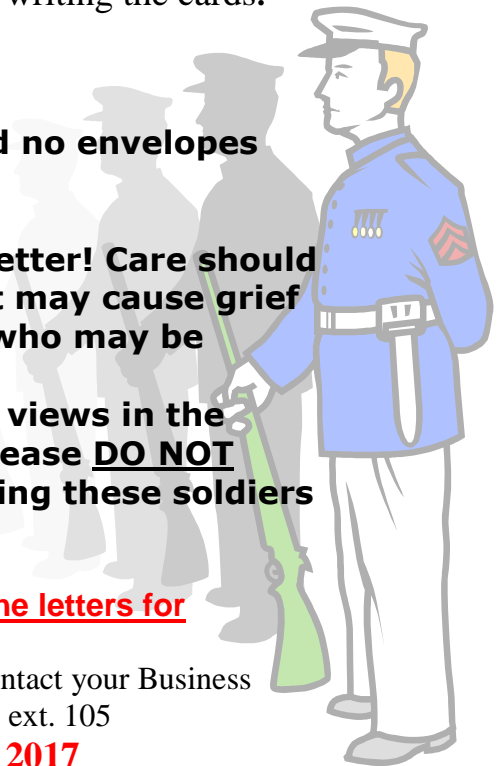 writing the cards.
d no envelopes
etter! Care should
t may cause grief
who may be
views in the
ease DO NOT
ing these soldiers
ne letters for
ntact your Business
ext. 105
2017